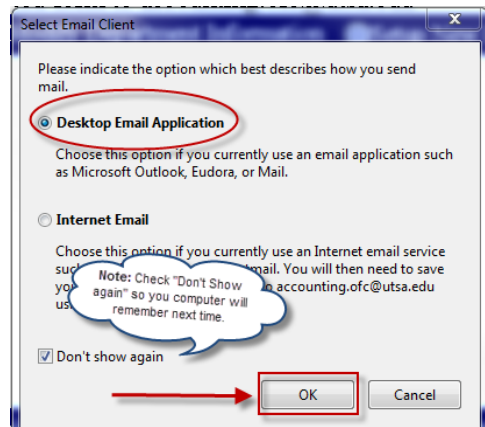 Select Email Client
x
Please indicate the option which best describes how you send
mail.
Desktop Email Application
Choose this option if you currently use an email application such
as Microsoft Outlook, Eudora, or Mail.
Internet Email
Choose this option if you currently use an Internet email service
mail. You will then need to save
accounting.ofc@utsa.edu
Note: Check "Don't Show
again" so you computer will
remember next time.
Don't show again
OK
Cancel